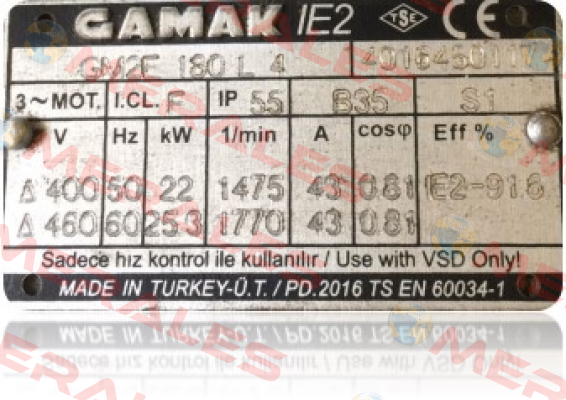 GAMAK IE2 TSE CE
GM2E 180 L 4
3~MOT. I.CL. F IP 55 B35 S1
V Hz kW 1/min A cosφ Eff %
Δ 400 50 22 1475 43 0.81 IE2-91.6
Δ 460 60 25.3 1770 43 0.81
Sadece hız kontrol ile kullanılır / Use with VSD Only!
MADE IN TURKEY-Ü.T. / PD.2016 TS EN 60034-1